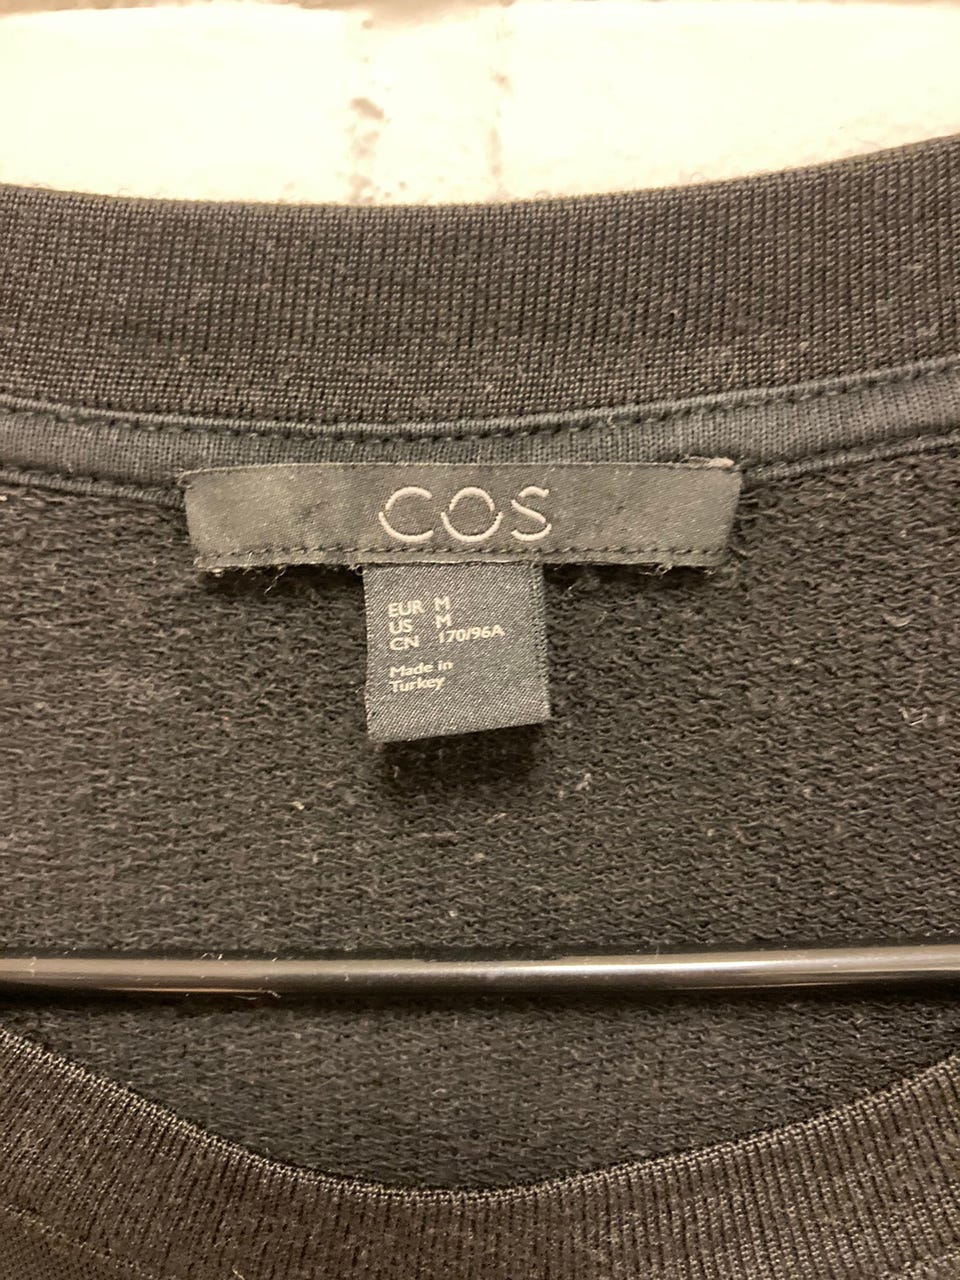 COS
EUR M
US M
CN 170/96A
Made in
Turkey